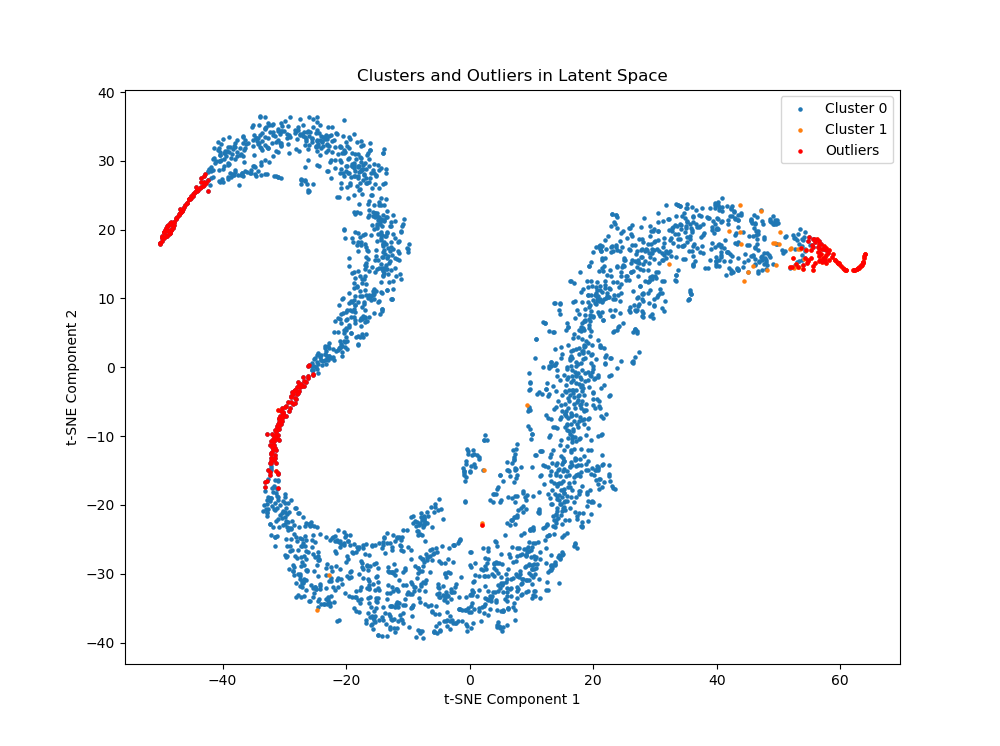 Clusters and Outliers in Latent Space
Cluster 0
Cluster 1
Outliers
40
30
20
10
0
−10
−20
−30
−40
t-SNE Component 2
−40
−20
0
20
40
60
t-SNE Component 1